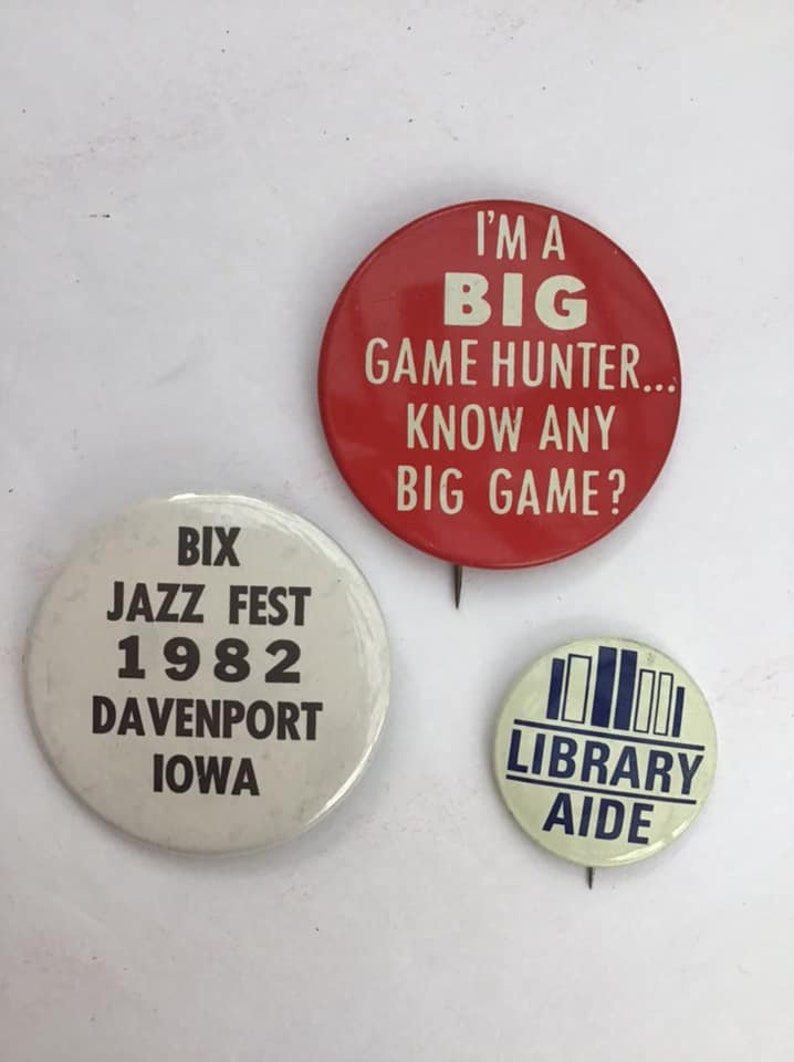 I'M A
BIG
GAME HUNTER...
KNOW ANY
BIG GAME?
BIX
JAZZ FEST
1982
DAVENPORT
IOWA
LIBRARY
AIDE